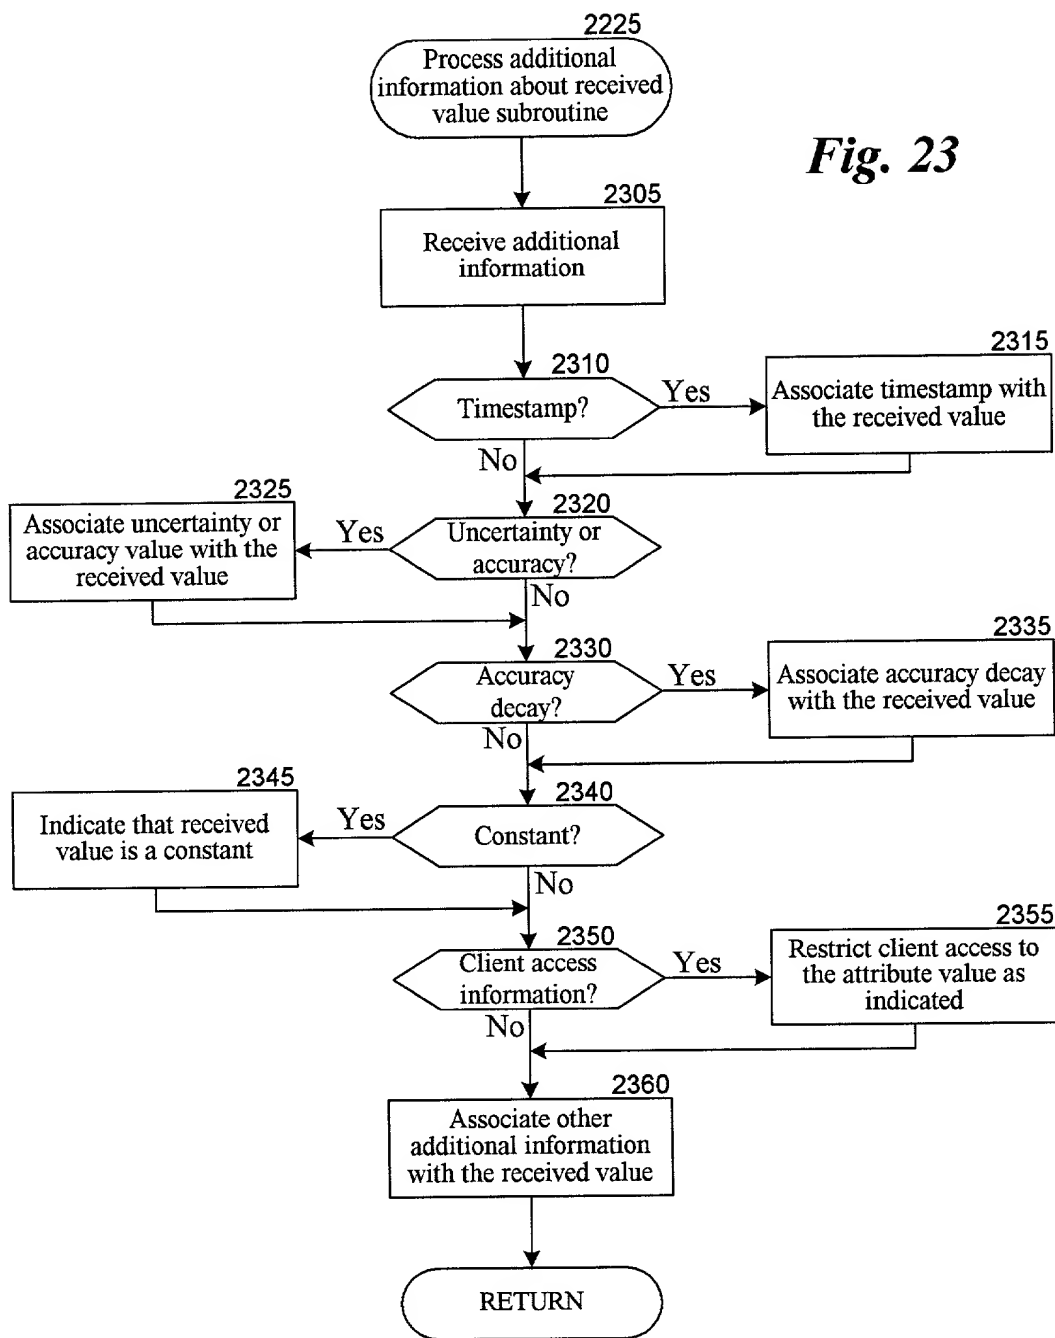 2225
Process additional
information about received
value subroutine
Fig. 23
2305
Receive additional
information
2310
Timestamp?
Yes
2315
Associate timestamp with
the received value
No
2325
Associate uncertainty or
accuracy value with the
received value
Yes
2320
Uncertainty or
accuracy?
No
2330
Accuracy
decay?
Yes
2335
Associate accuracy decay
with the received value
No
2345
Indicate that received
value is a constant
Yes
2340
Constant?
No
2350
Client access
information?
Yes
2355
Restrict client access to
the attribute value as
indicated
No
2360
Associate other
additional information
with the received value
RETURN